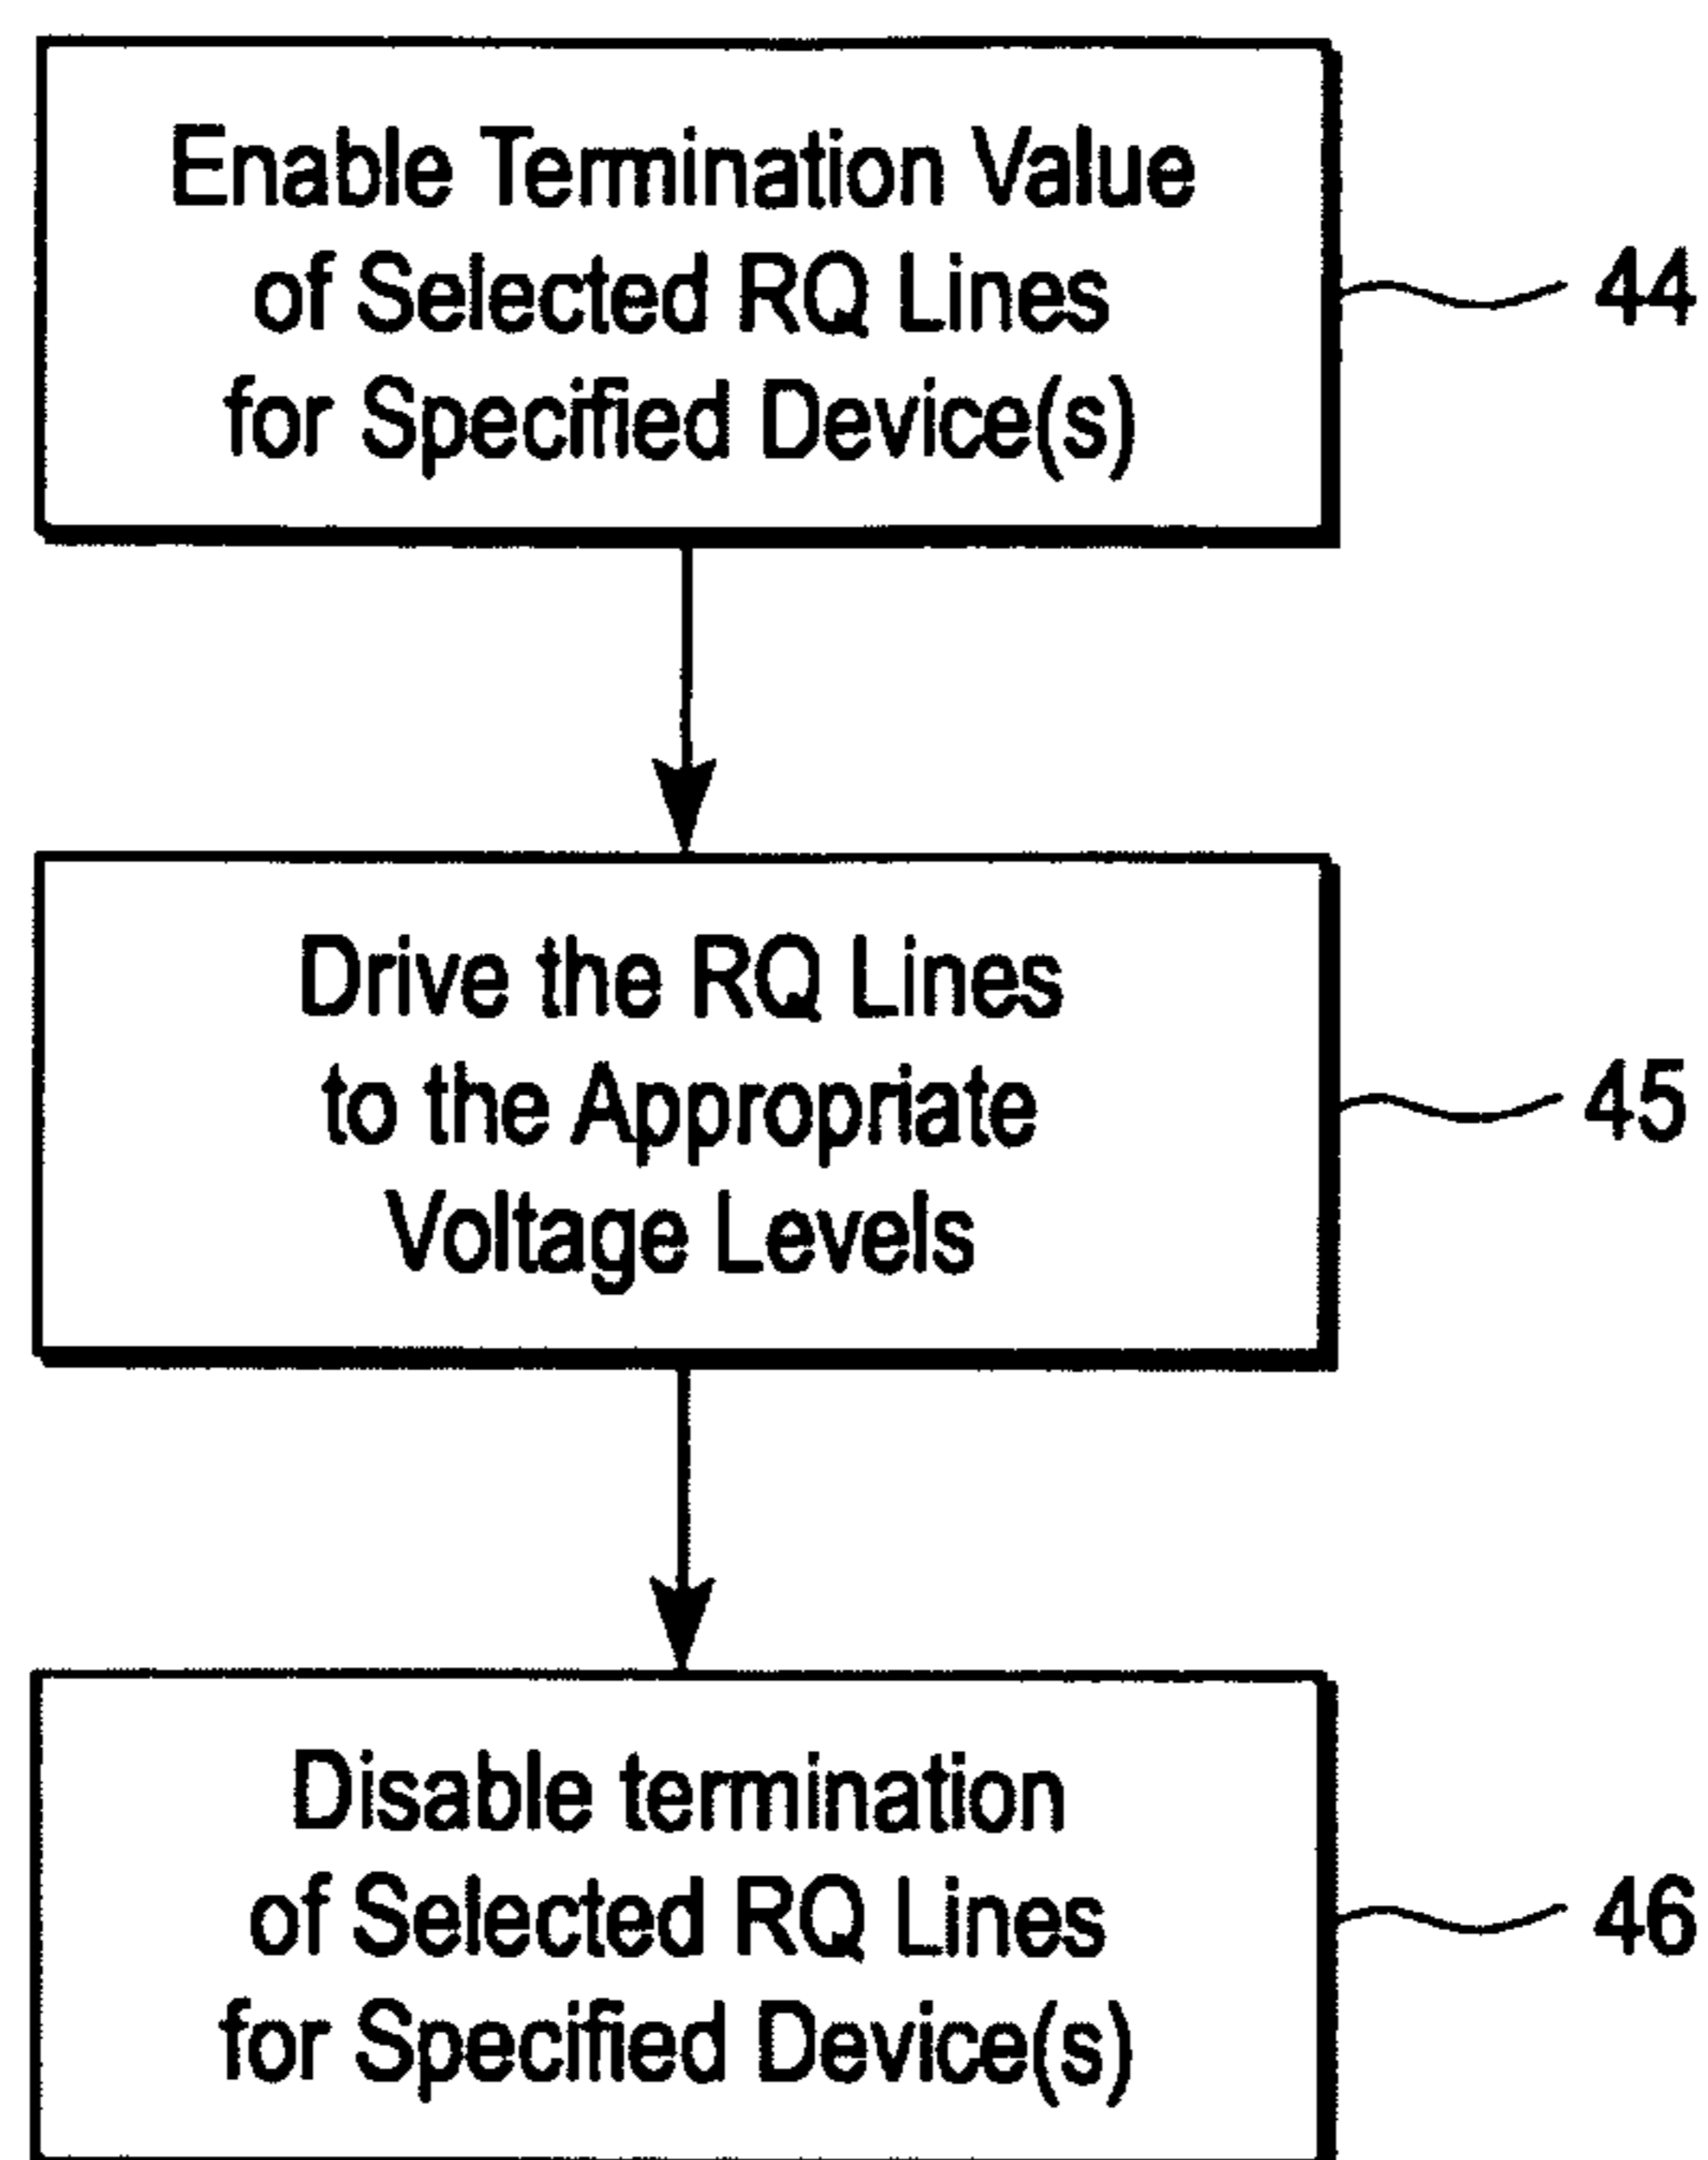 Enable Termination Value
of Selected RQ Lines
for Specified Device(s)
44
Drive the RQ Lines
to the Appropriate
Voltage Levels
45
Disable termination
of Selected RQ Lines
for Specified Device(s)
46